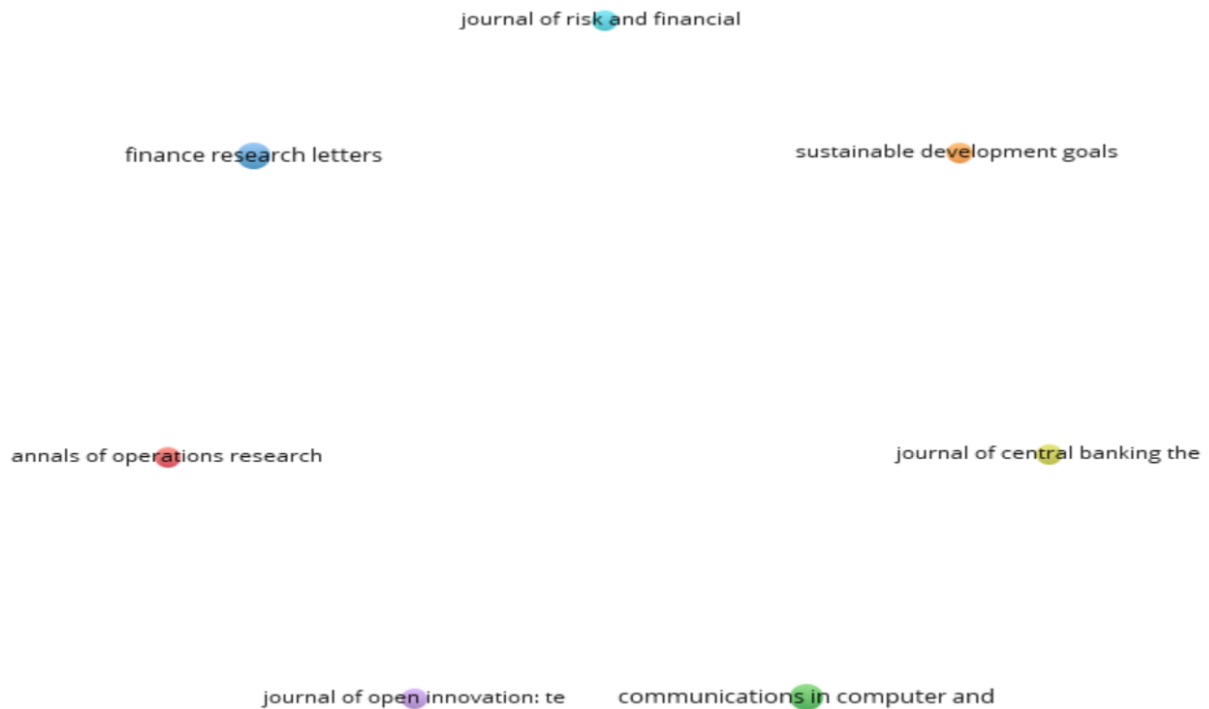 journal of risk and financial
finance research letters
sustainable development goals
annals of operations research
journal of central banking the
journal of open innovation: te
communications in computer and